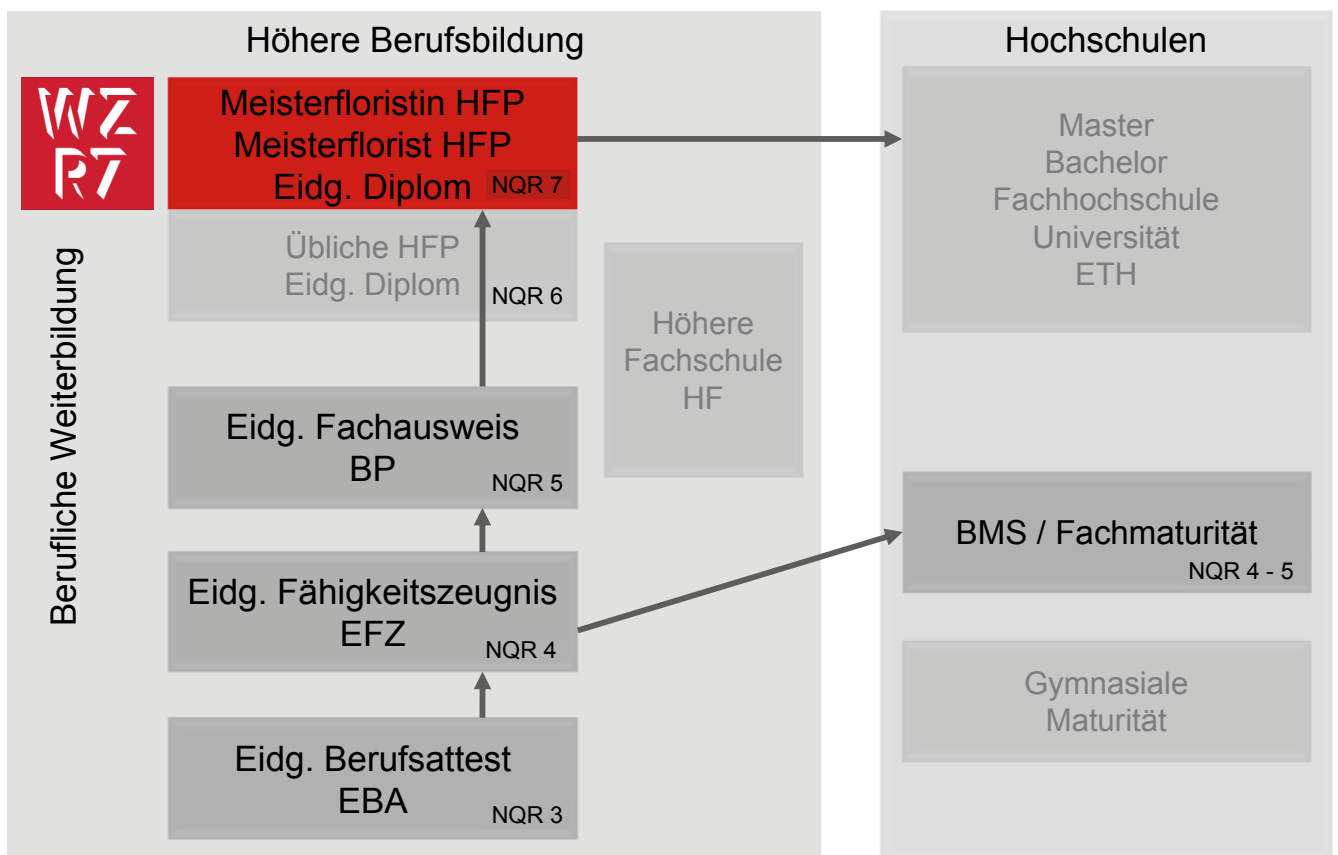 Höhere Berufsbildung
WZ
R7
Meisterfloristin HFP
Meisterflorist HFP
Eidg. Diplom NQR 7
Übliche HFP
Eidg. Diplom
NQR 6
Höhere
Fachschule
HF
Berufliche Weiterbildung
Eidg. Fachausweis
BP
NQR 5
Eidg. Fähigkeitszeugnis
EFZ
NQR 4
Eidg. Berufsattest
EBA
NQR 3
Hochschulen
Master
Bachelor
Fachhochschule
Universität
ETH
BMS / Fachmaturität
NQR 4 - 5
Gymnasiale
Maturität